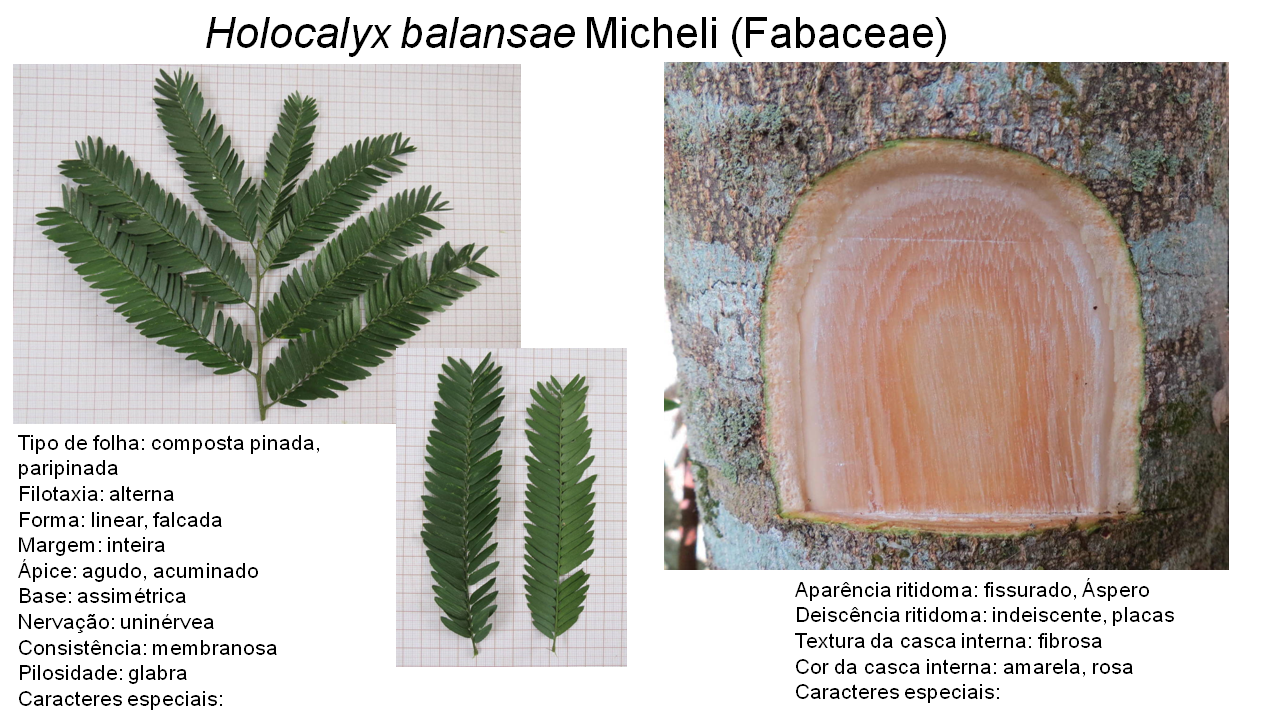 Holocalyx balansae Micheli (Fabaceae)
Tipo de folha: composta pinada,
paripinada
Filotaxia: alterna
Forma: linear, falcada
Margem: inteira
Ápice: agudo, acuminado
Base: assimétrica
Nervação: uninérvea
Consistência: membranosa
Pilosidade: glabra
Caracteres especiais:
Aparência ritidoma: fissurado, Áspero
Deiscência ritidoma: indeiscente, placas
Textura da casca interna: fibrosa
Cor da casca interna: amarela, rosa
Caracteres especiais: